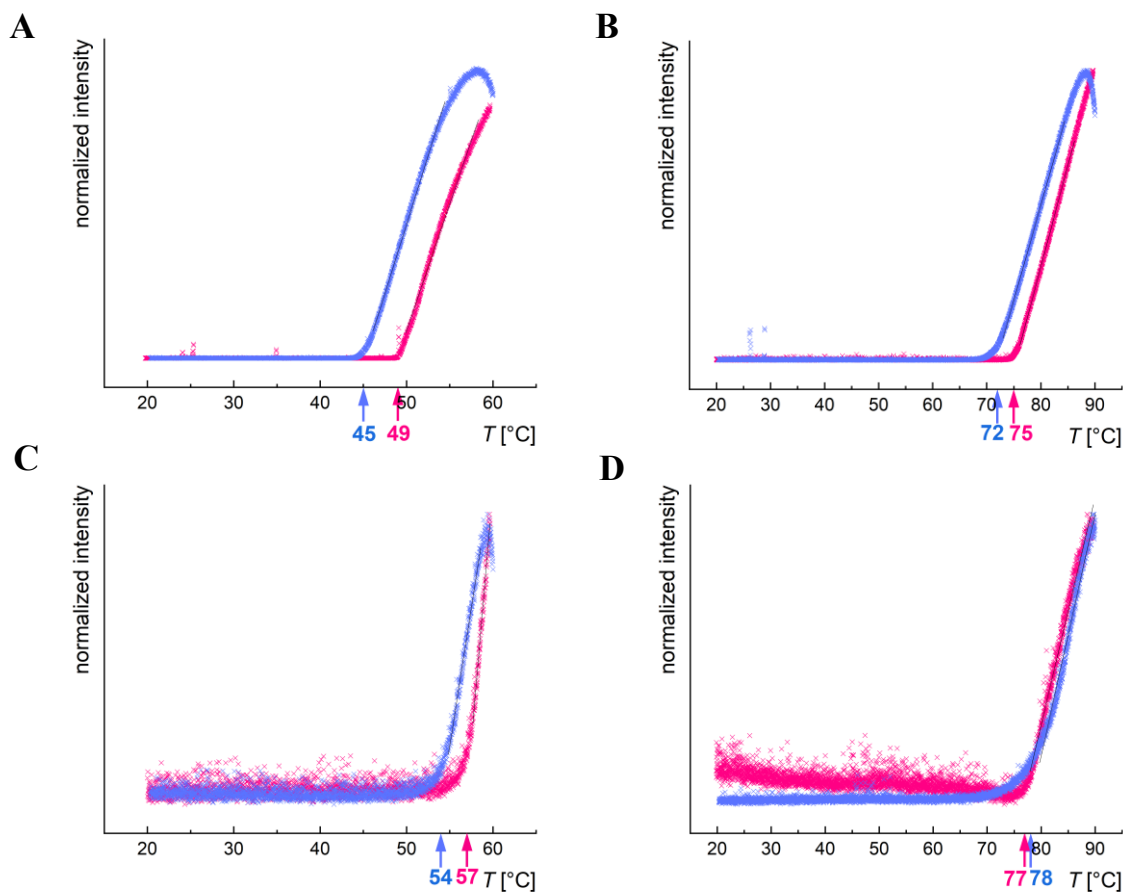 A
normalized intensity
20 30 40 50 60
45 49 T [°C]
B
normalized intensity
20 30 40 50 60 70 80 90
72 75 T [°C]
C
normalized intensity
20 30 40 50 60
54 57 T [°C]
D
normalized intensity
20 30 40 50 60 70 80 90
77 78 T [°C]